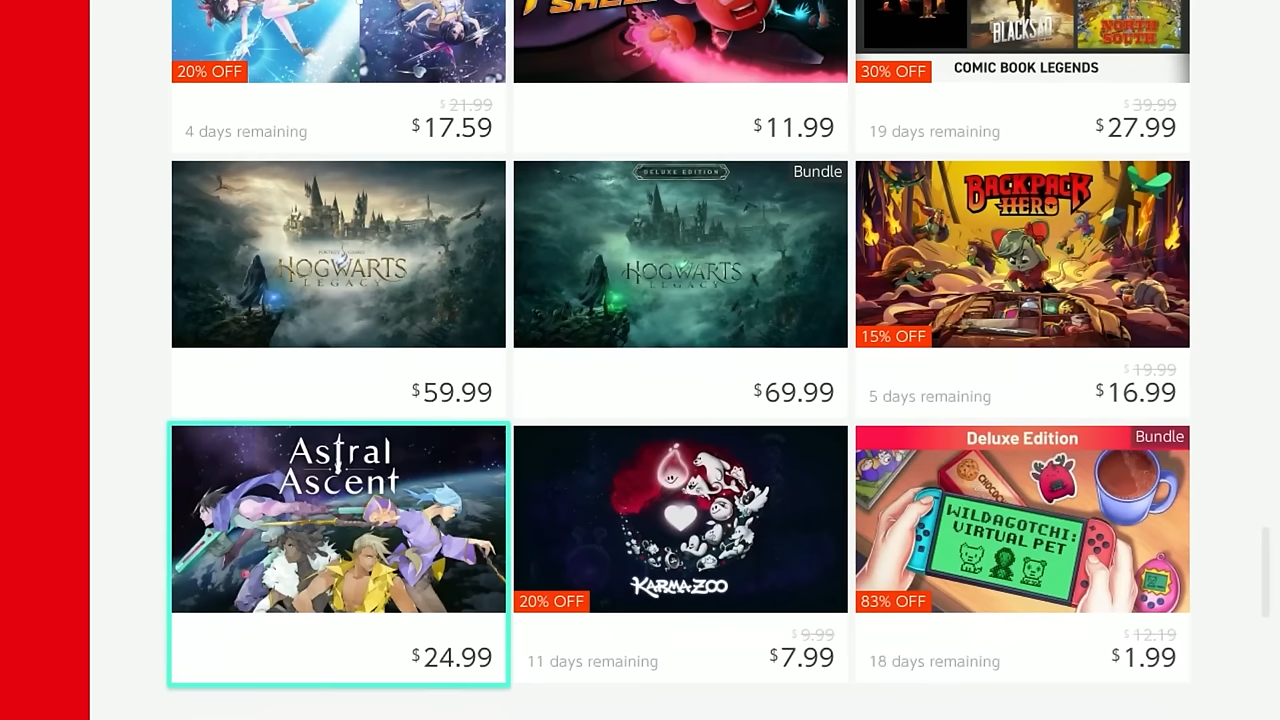 20% OFF
30% OFF
COMIC BOOK LEGENDS
BLACKSAD
NORTH
SOUTH
4 days remaining
$21.99
$17.59
$11.99
19 days remaining
$39.99
$27.99
HOGWARTS
LEGACY
$59.99
DELUXE EDITION
Bundle
HOGWARTS
LEGACY
$69.99
BACKPACK
HERO
15% OFF
5 days remaining
$19.99
$16.99
Astral
Ascent
$24.99
KARMAZOO
20% OFF
11 days remaining
$9.99
$7.99
Deluxe Edition
Bundle
WILDAGOTCHI:
VIRTUAL PET
83% OFF
18 days remaining
$12.19
$1.99